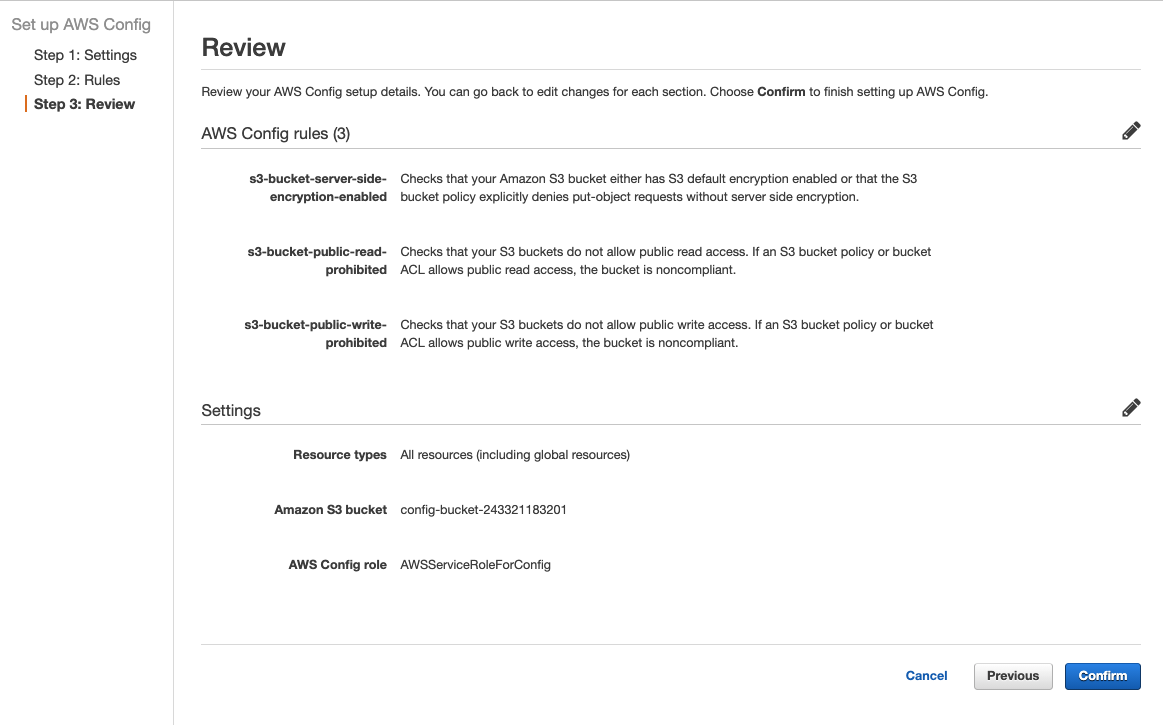 Set up AWS Config
Step 1: Settings
Step 2: Rules
Step 3: Review
Review
Review your AWS Config setup details. You can go back to edit changes for each section. Choose Confirm to finish setting up AWS Config.
AWS Config rules (3)
s3-bucket-server-side-
encryption-enabled
Checks that your Amazon S3 bucket either has S3 default encryption enabled or that the S3
bucket policy explicitly denies put-object requests without server side encryption.
s3-bucket-public-read-
prohibited
Checks that your S3 buckets do not allow public read access. If an S3 bucket policy or bucket
ACL allows public read access, the bucket is noncompliant.
s3-bucket-public-write-
prohibited
Checks that your S3 buckets do not allow public write access. If an S3 bucket policy or bucket
ACL allows public write access, the bucket is noncompliant.
Settings
Resource types All resources (including global resources)
Amazon S3 bucket config-bucket-243321183201
AWS Config role AWSServiceRoleForConfig
Cancel Previous Confirm